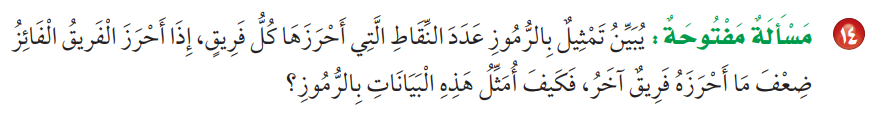 ١٤ مَسْأَلَةٌ مَفْتُوحَةٌ : يُبَيِّنُ تَمْثِيلٌ بِالرُّمُوزِ عَدَدَ النِّقَاطِ الَّتِي أَحْرَزَهَا كُلُّ فَرِيقٍ، إِذَا أَحْرَزَ الْفَرِيقُ الْفَائِزُ
ضِعْفَ مَا أَحْرَزَهُ فَرِيقٌ آخَرُ، فَكَيفَ أُمَثِّلُ هَذِهِ الْبَيَانَاتِ بِالرُّمُوزِ؟